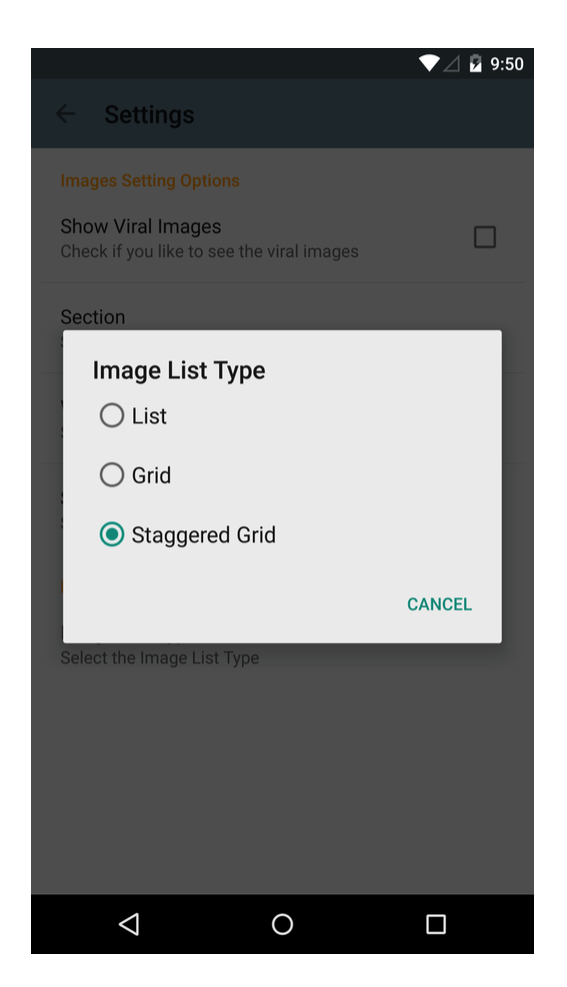 9:50
Settings
Images Setting Options
Show Viral Images
Check if you like to see the viral images
Section
Image List Type
List
Grid
Staggered Grid
CANCEL
Select the Image List Type